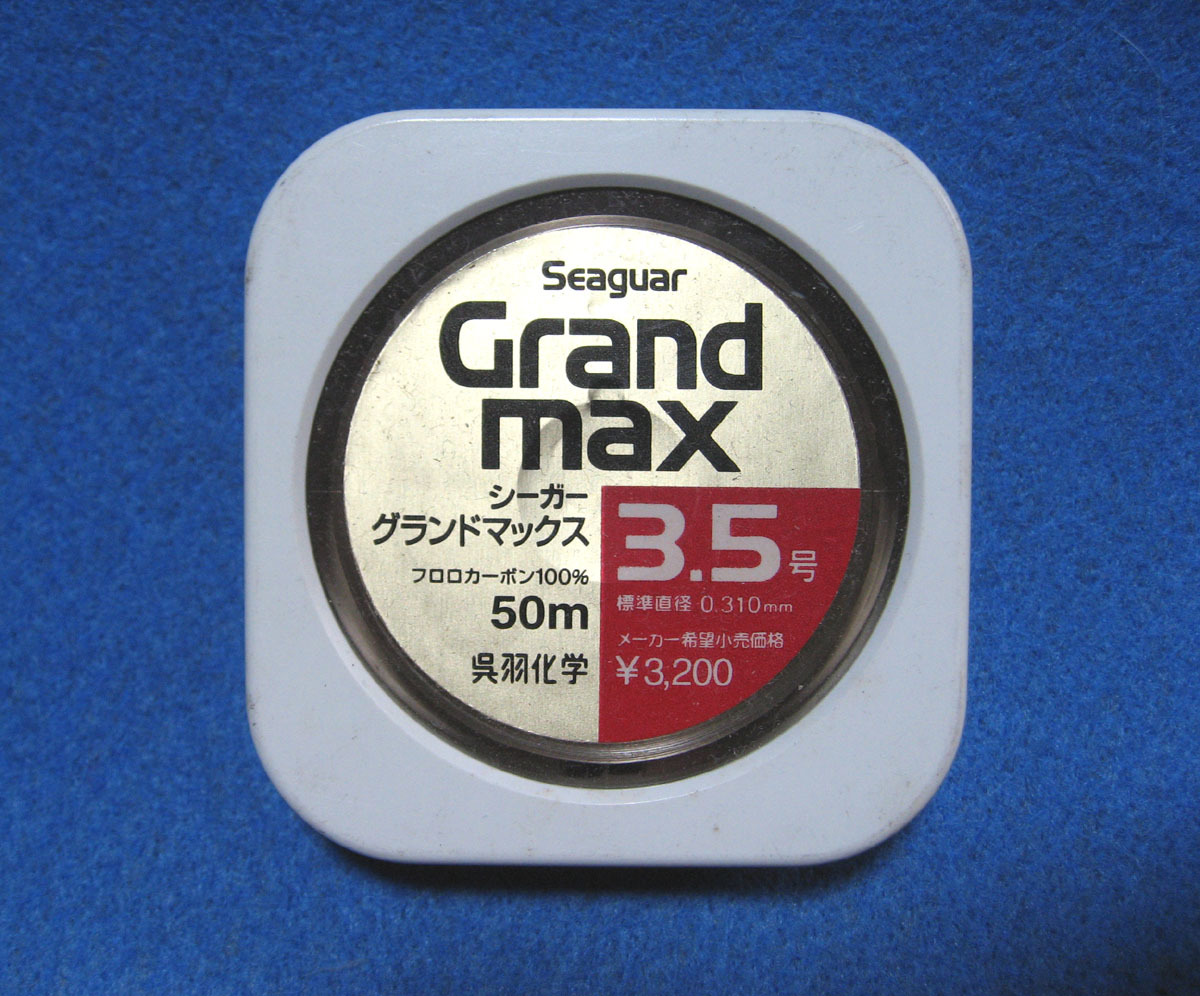 Seaguar
Grand
max
シーガー
グランドマックス
フロロカーボン100%
50m
呉羽化学
3.5号
標準直径 0.310mm
メーカー希望小売価格
¥3,200